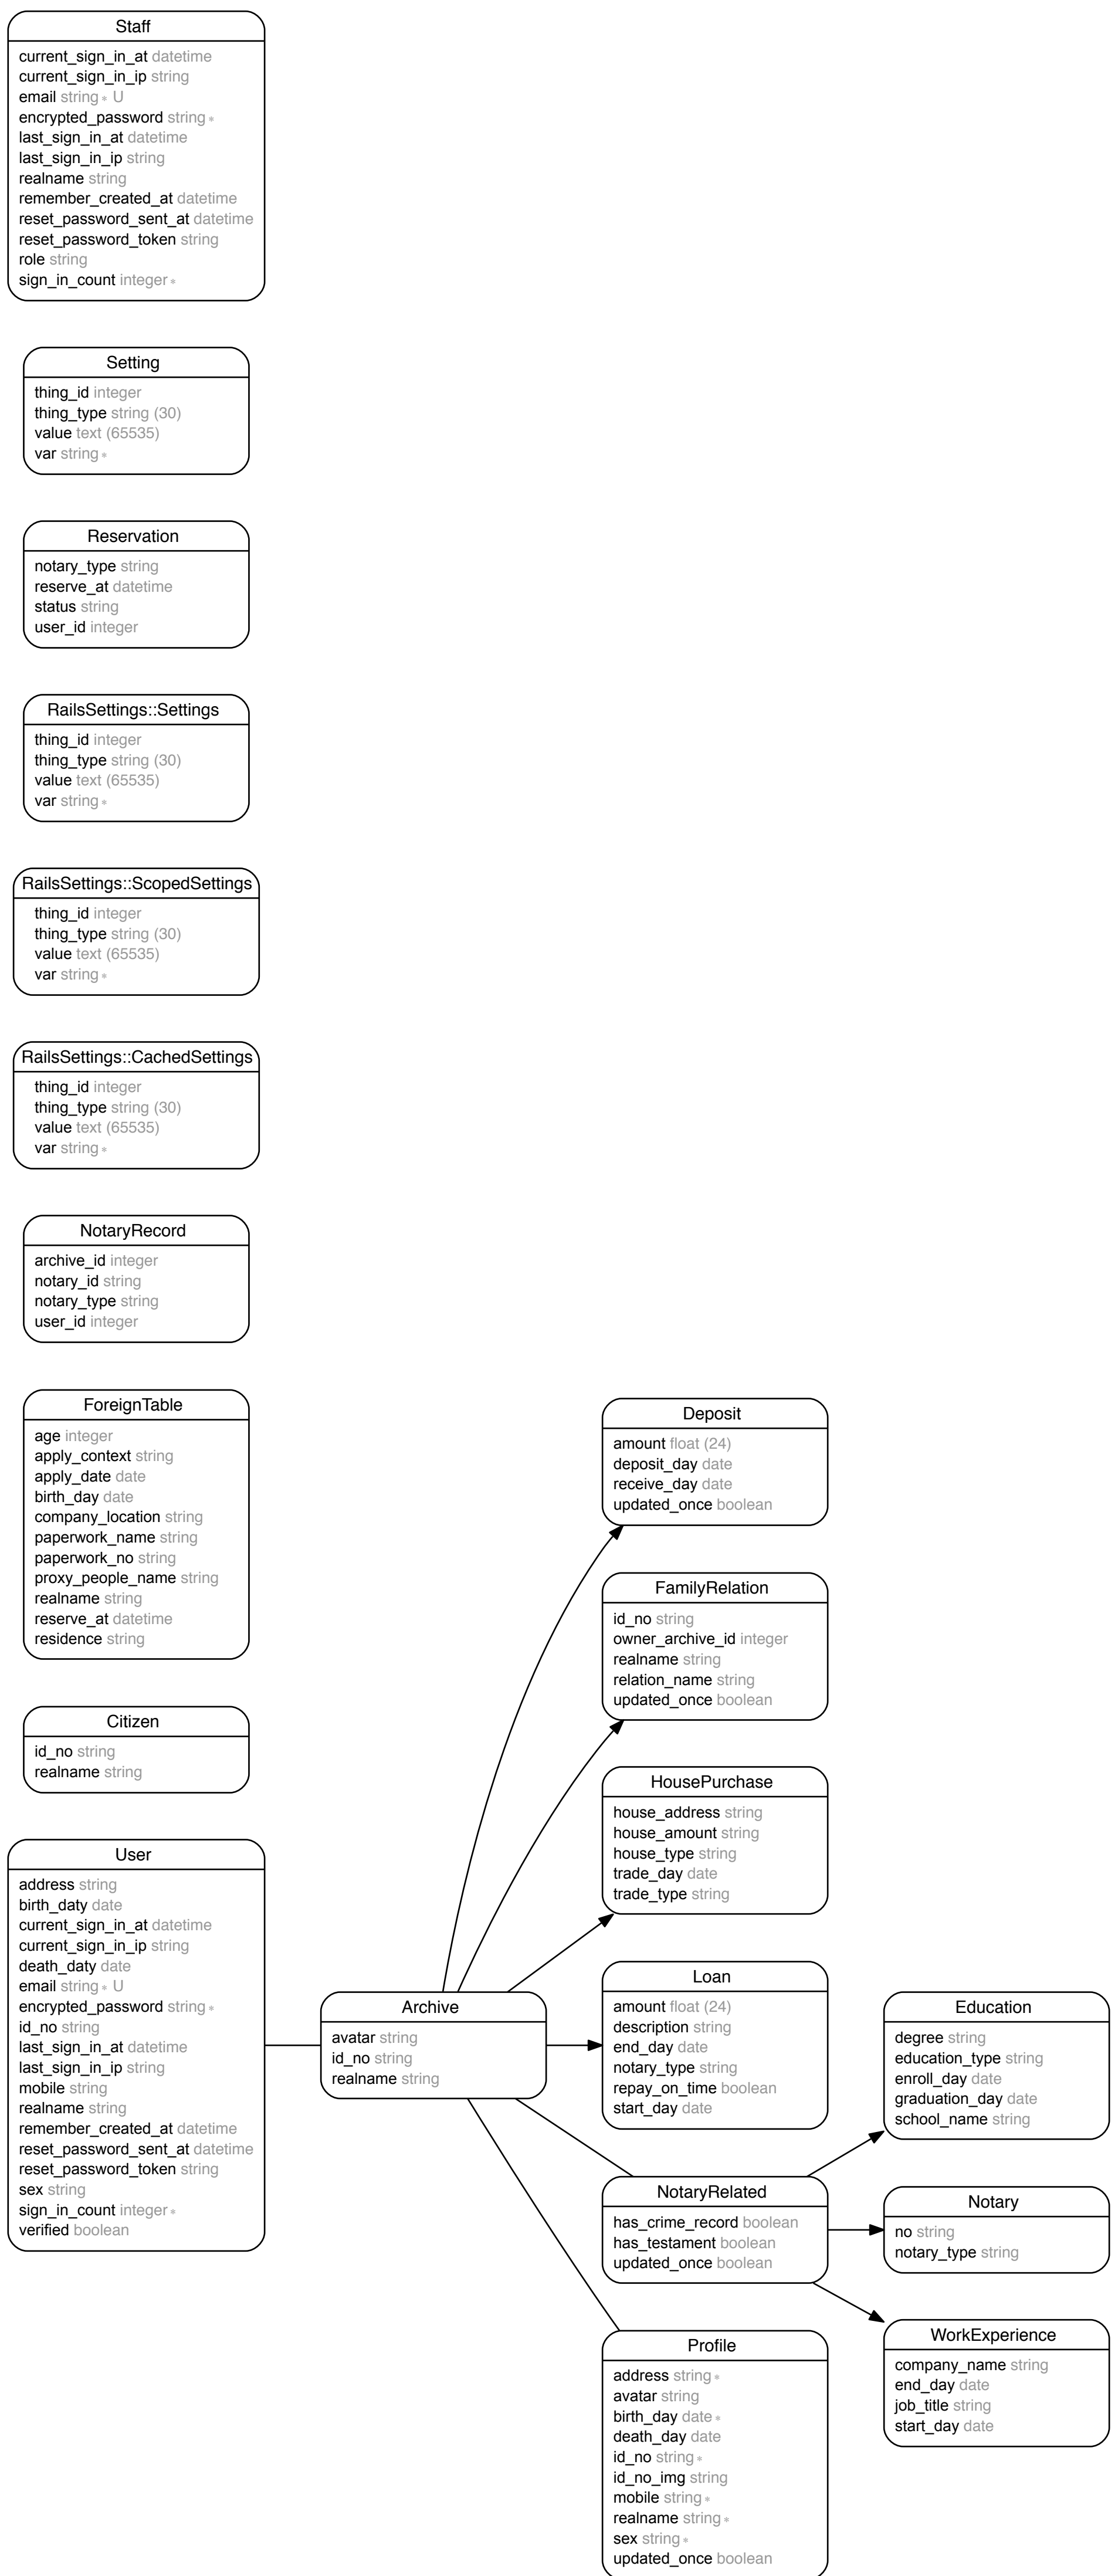 Staff
current_sign_in_at datetime
current_sign_in_ip string
email string ∗ U
encrypted_password string ∗
last_sign_in_at datetime
last_sign_in_ip string
realname string
remember_created_at datetime
reset_password_sent_at datetime
reset_password_token string
role string
sign_in_count integer ∗
Setting
thing_id integer
thing_type string (30)
value text (65535)
var string ∗
Reservation
notary_type string
reserve_at datetime
status string
user_id integer
RailsSettings::Settings
thing_id integer
thing_type string (30)
value text (65535)
var string ∗
RailsSettings::ScopedSettings
thing_id integer
thing_type string (30)
value text (65535)
var string ∗
RailsSettings::CachedSettings
thing_id integer
thing_type string (30)
value text (65535)
var string ∗
NotaryRecord
archive_id integer
notary_id string
notary_type string
user_id integer
ForeignTable
age integer
apply_context string
apply_date date
birth_day date
company_location string
paperwork_name string
paperwork_no string
proxy_people_name string
realname string
reserve_at datetime
residence string
Citizen
id_no string
realname string
User
address string
birth_daty date
current_sign_in_at datetime
current_sign_in_ip string
death_daty date
email string ∗ U
encrypted_password string ∗
id_no string
last_sign_in_at datetime
last_sign_in_ip string
mobile string
realname string
remember_created_at datetime
reset_password_sent_at datetime
reset_password_token string
sex string
sign_in_count integer ∗
verified boolean
Archive
avatar string
id_no string
realname string
Deposit
amount float (24)
deposit_day date
receive_day date
updated_once boolean
FamilyRelation
id_no string
owner_archive_id integer
realname string
relation_name string
updated_once boolean
HousePurchase
house_address string
house_amount string
house_type string
trade_day date
trade_type string
Loan
amount float (24)
description string
end_day date
notary_type string
repay_on_time boolean
start_day date
NotaryRelated
has_crime_record boolean
has_testament boolean
updated_once boolean
Profile
address string ∗
avatar string
birth_day date ∗
death_day date
id_no string ∗
id_no_img string
mobile string ∗
realname string ∗
sex string ∗
updated_once boolean
Education
degree string
education_type string
enroll_day date
graduation_day date
school_name string
Notary
no string
notary_type string
WorkExperience
company_name string
end_day date
job_title string
start_day date